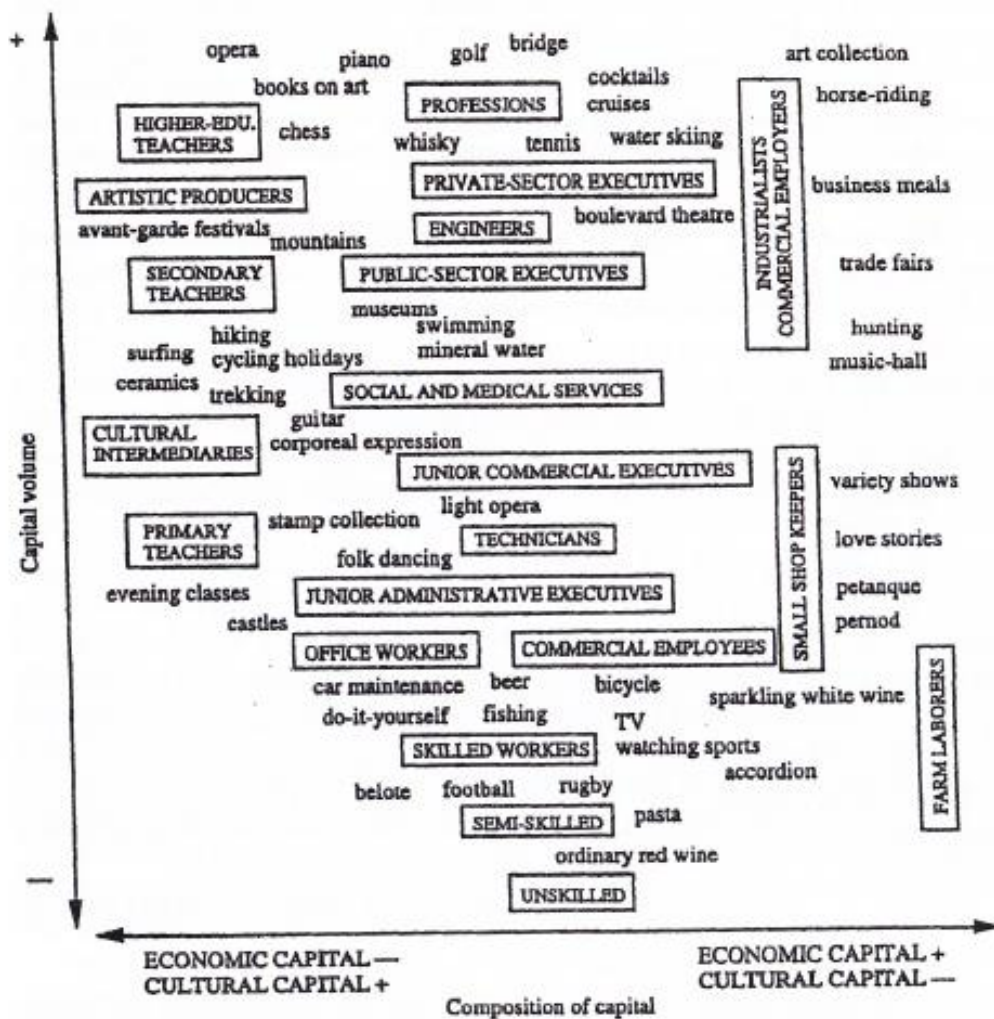 +
opera
piano
golf
bridge
art collection
books on art
cocktails
cruises
horse-riding
PROFESSIONS
HIGHER-EDU.
TEACHERS
chess
whisky
tennis
water skiing
INDUSTRIALISTS
COMMERCIAL EMPLOYERS
PRIVATE-SECTOR EXECUTIVES
business meals
ARTISTIC PRODUCERS
boulevard theatre
avant-garde festivals
ENGINEERS
mountains
SECONDARY
TEACHERS
PUBLIC-SECTOR EXECUTIVES
trade fairs
museums
swimming
mineral water
hunting
music-hall
hiking
surfing
cycling holidays
ceramics
trekking
SOCIAL AND MEDICAL SERVICES
guitar
CULTURAL
INTERMEDIARIES
corporeal expression
Capital volume
JUNIOR COMMERCIAL EXECUTIVES
SMALL SHOP KEEPERS
variety shows
light opera
stamp collection
PRIMARY
TEACHERS
TECHNICIANS
love stories
folk dancing
evening classes
JUNIOR ADMINISTRATIVE EXECUTIVES
petanque
castles
pernod
OFFICE WORKERS
COMMERCIAL EMPLOYEES
car maintenance
beer
bicycle
sparkling white wine
FARM LABORERS
do-it-yourself
fishing
TV
SKILLED WORKERS
watching sports
accordion
belote
football
rugby
SEMI-SKILLED
pasta
ordinary red wine
—
UNSKILLED
ECONOMIC CAPITAL —
CULTURAL CAPITAL +
ECONOMIC CAPITAL +
CULTURAL CAPITAL —
Composition of capital